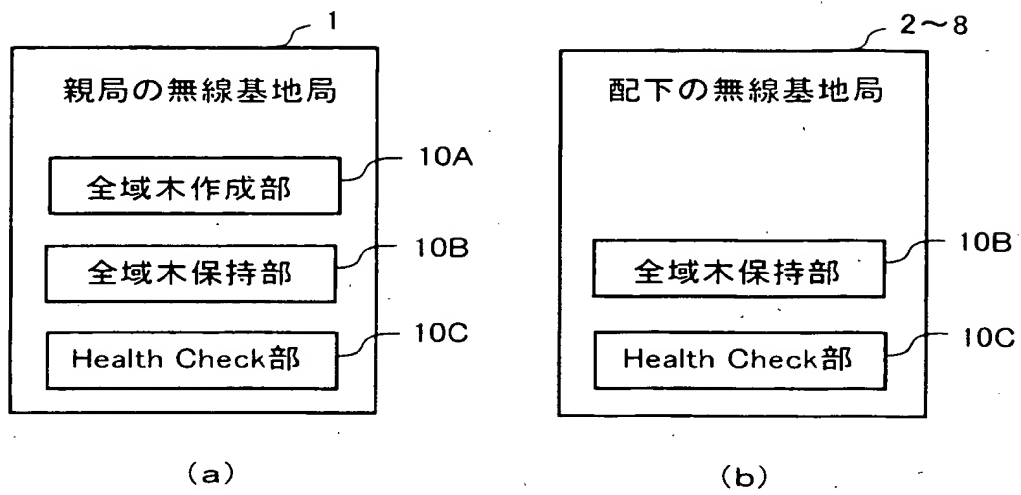 1
親局の無線基地局
10A
全域木作成部
10B
全域木保持部
10C
Health Check部
(a)
2~8
配下の無線基地局
10B
全域木保持部
10C
Health Check部
(b)